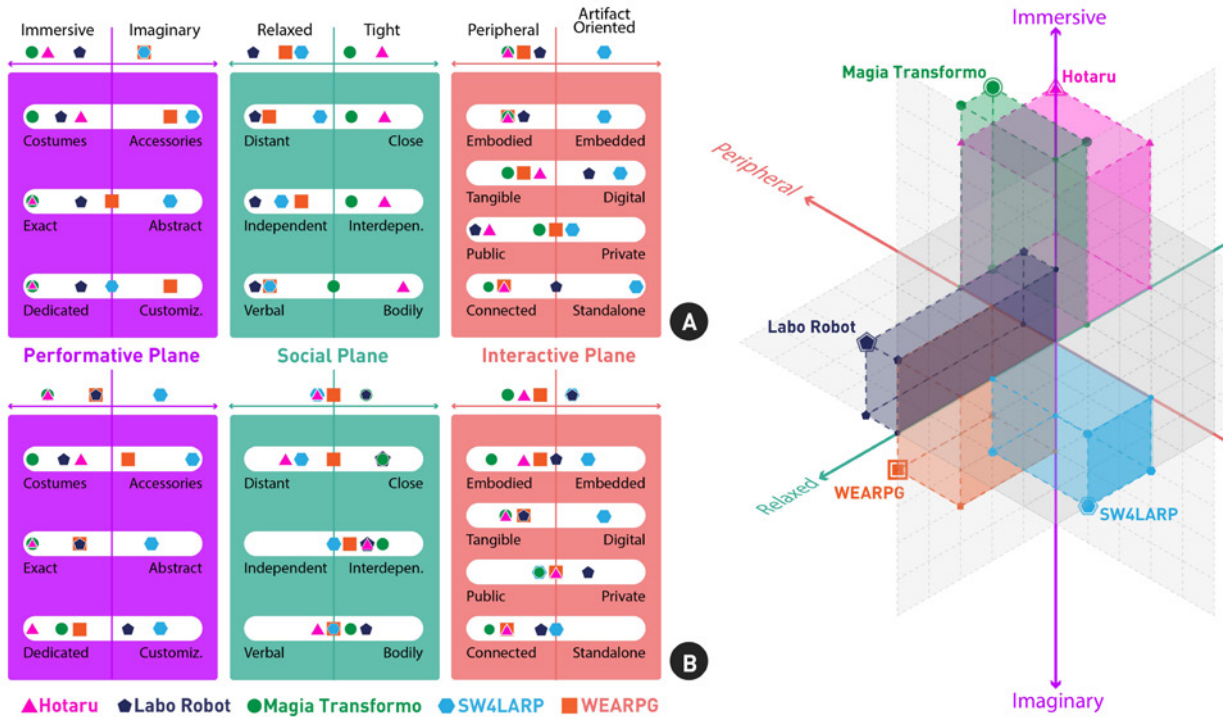 Immersive Imaginary
Relaxed Tight
Peripheral Artifact
Oriented
Costumes Accessories
Exact Abstract
Dedicated Customiz.
Distant Close
Independent Interdepen.
Verbal Bodily
Embodied Embedded
Tangible Digital
Public Private
Connected Standalone
A
Performative Plane
Social Plane
Interactive Plane
Costumes Accessories
Exact Abstract
Dedicated Customiz.
Distant Close
Independent Interdepen.
Verbal Bodily
Embodied Embedded
Tangible Digital
Public Private
Connected Standalone
B
Hotaru Labo Robot Magia Transformo SW4LARP WEARPG
Immersive
Magia Transformo
Hotaru
Peripheral
Labo Robot
WEARPG
Relaxed
SW4LARP
Imaginary